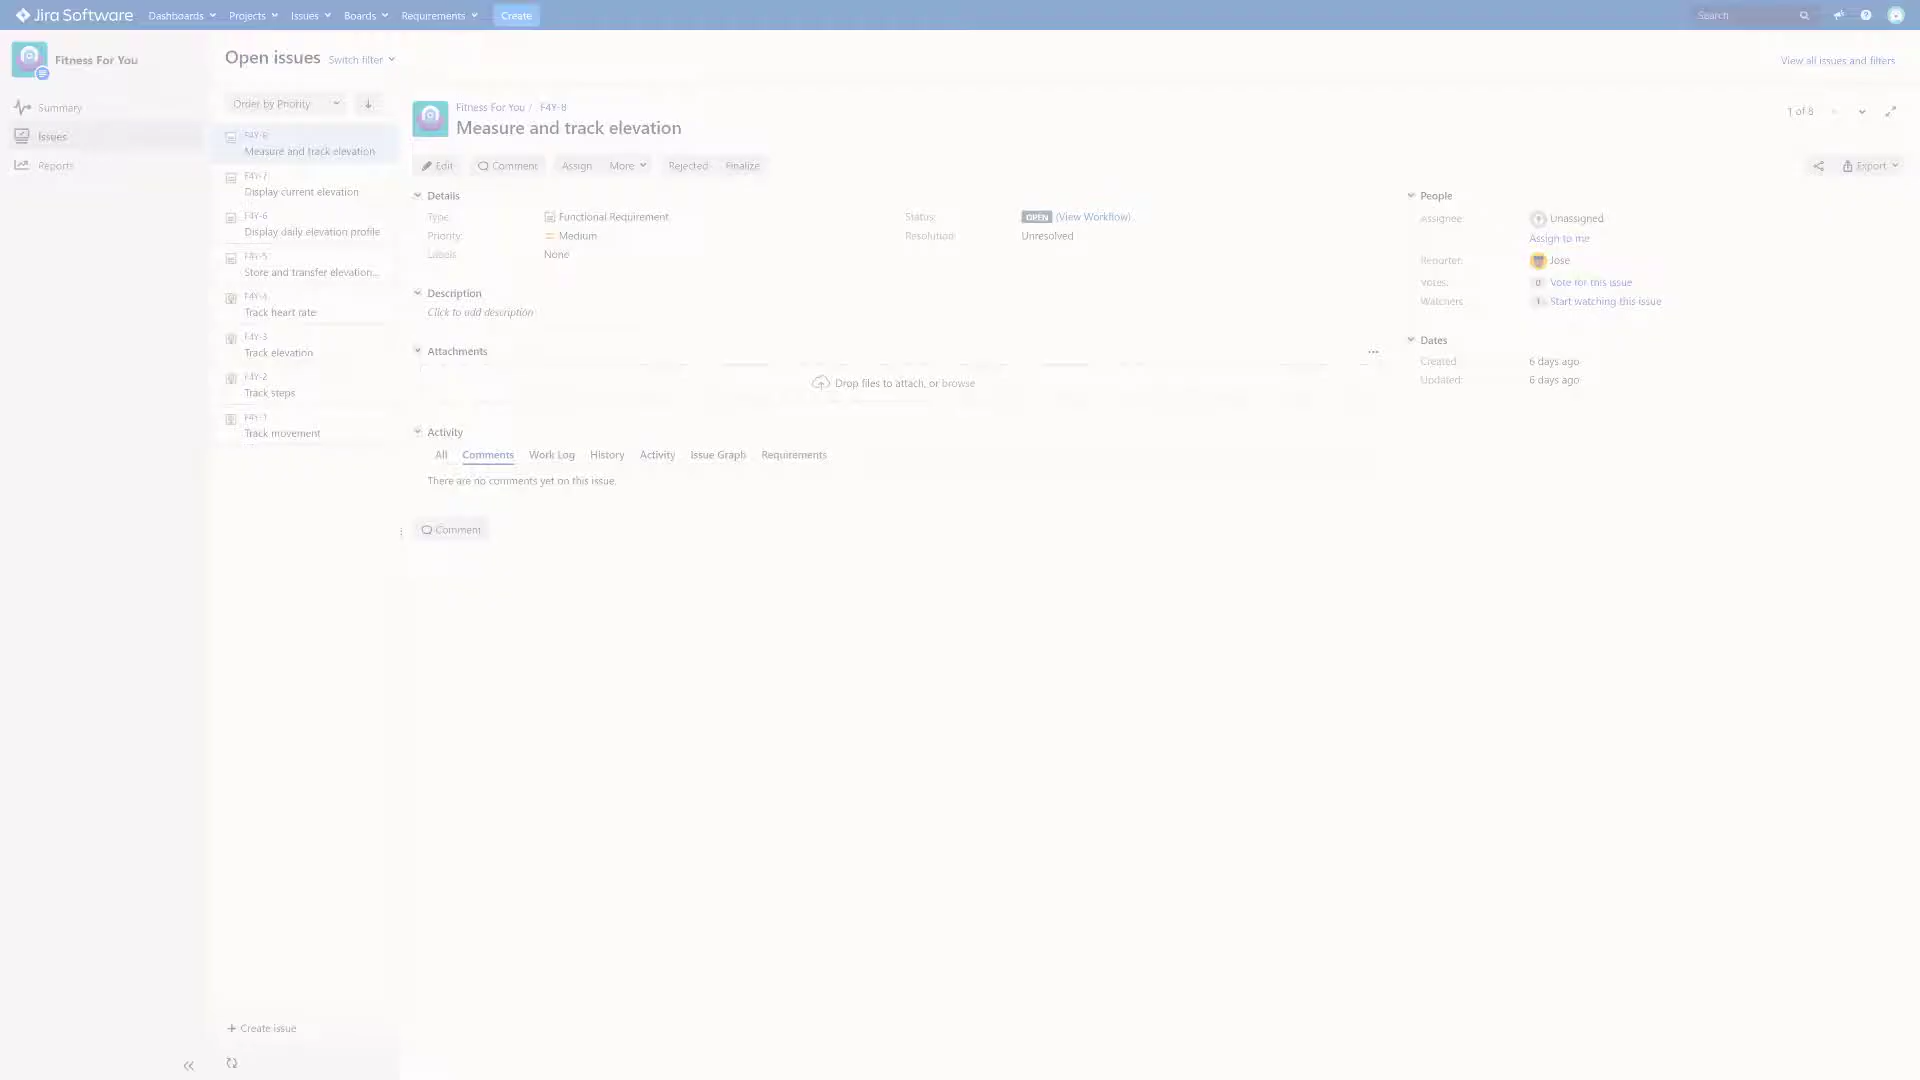 Jira Software Dashboards Projects Issues Boards Requirements Create Search
Fitness For You
Summary
Issues
Reports
Open issues Switch filter
View all issues and filters
Order by Priority
F4Y-8
Measure and track elevation
F4Y-7
Display current elevation
F4Y-6
Display daily elevation profile
F4Y-5
Store and transfer elevation...
F4Y-4
Track heart rate
F4Y-3
Track elevation
F4Y-2
Track steps
F4Y-1
Track movement
+ Create issue
Fitness For You / F4Y-8
Measure and track elevation
1 of 8
Edit Comment Assign More Rejected Finalize
Export
Details
Type: Functional Requirement Status: OPEN (View Workflow)
Priority: Medium Resolution: Unresolved
Labels: None
Description
Click to add description
Attachments
Drop files to attach, or browse
Activity
All Comments Work Log History Activity Issue Graph Requirements
There are no comments yet on this issue.
Comment
People
Assignee: Unassigned
Assign to me
Reporter: Jose
Votes: 0 Vote for this issue
Watchers: 1 Start watching this issue
Dates
Created: 6 days ago
Updated: 6 days ago